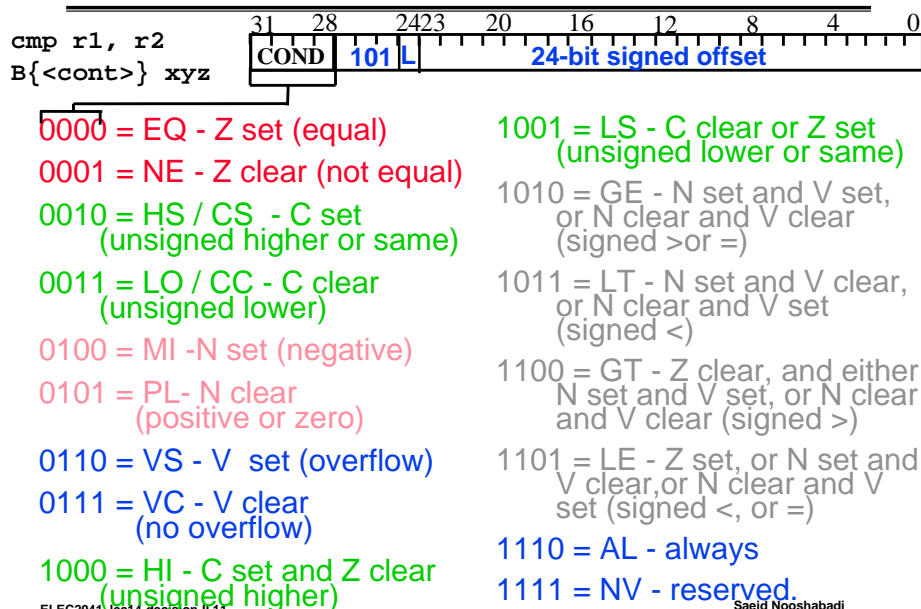 31 28 2423 20 16 12 8 4 0
cmp r1, r2
B{<cont>} xyz
COND 101 L 24-bit signed offset
0000 = EQ - Z set (equal)
0001 = NE - Z clear (not equal)
0010 = HS / CS - C set
(unsigned higher or same)
0011 = LO / CC - C clear
(unsigned lower)
0100 = MI -N set (negative)
0101 = PL- N clear
(positive or zero)
0110 = VS - V set (overflow)
0111 = VC - V clear
(no overflow)
1000 = HI - C set and Z clear
(unsigned higher)
1001 = LS - C clear or Z set
(unsigned lower or same)
1010 = GE - N set and V set,
or N clear and V clear
(signed >or =)
1011 = LT - N set and V clear,
or N clear and V set
(signed <)
1100 = GT - Z clear, and either
N set and V set, or N clear
and V clear (signed >)
1101 = LE - Z set, or N set and
V clear,or N clear and V
set (signed <, or =)
1110 = AL - always
1111 = NV - reserved.
Saeid Nooshabadi